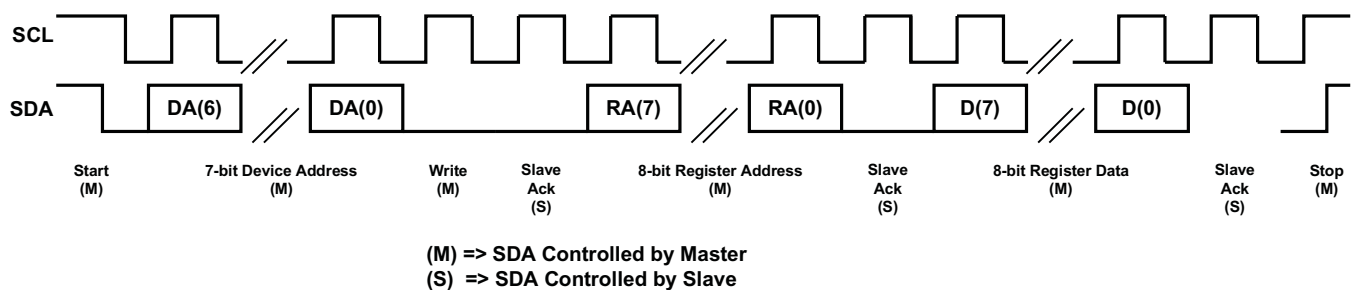 SCL
SDA DA(6) DA(0) RA(7) RA(0) D(7) D(0)
Start 7-bit Device Address Write Slave 8-bit Register Address Slave 8-bit Register Data Slave Stop
(M) (M) (M) Ack (M) Ack (M) Ack (M)
(S) (S) (S)
(M) => SDA Controlled by Master
(S) => SDA Controlled by Slave